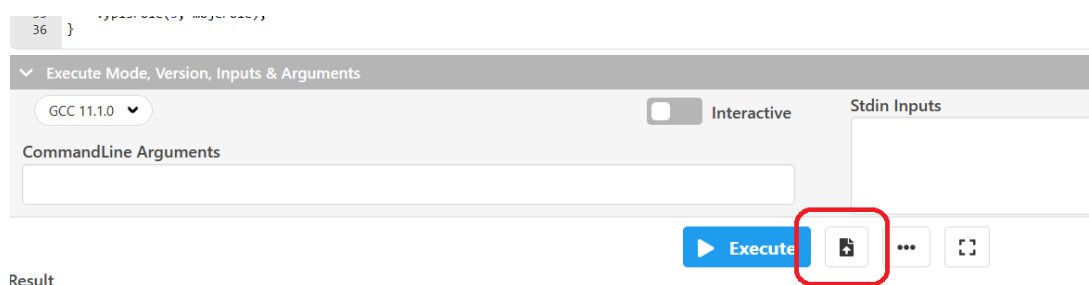 36 }
Execute Mode, Version, Inputs & Arguments
GCC 11.1.0
Interactive
Stdin Inputs
CommandLine Arguments
Execute
Result